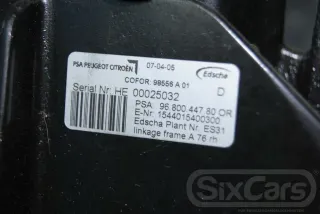 PSA PEUGEOT CITROËN 07-04-05 Edscha
COFOR: 98558 A 01 D
Serial Nr. HE 00025032
PSA 96.800.447.80 OR
E-Nr. 1544015400300
Edscha Plant Nr. ES31
linkage frame A 76 rh
SixCars